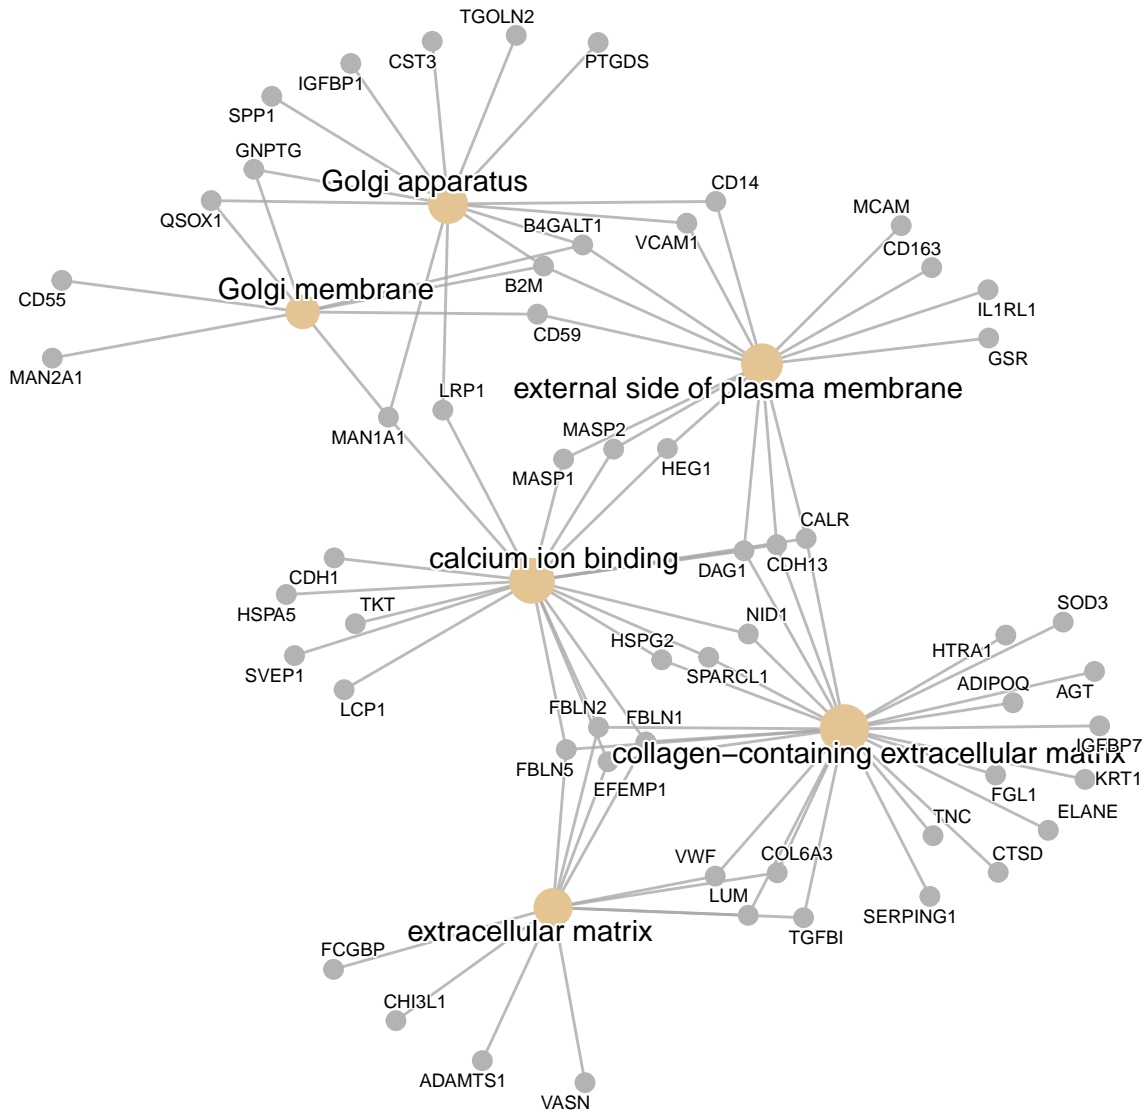 TGOLN2
CST3
PTGDS
IGFBP1
SPP1
GNPTG
Golgi apparatus
CD14
QSOX1
MCAM
B4GALT1
VCAM1
CD163
B2M
Golgi membrane
CD55
IL1RL1
CD59
GSR
MAN2A1
external side of plasma membrane
LRP1
MASP2
MAN1A1
HEG1
MASP1
CALR
calcium ion binding
CDH13
DAG1
CDH1
HSPA5
TKT
SOD3
NID1
HSPG2
HTRA1
SVEP1
SPARCL1
ADIPOQ
AGT
LCP1
FBLN2
FBLN1
IGFBP7
collagen−containing extracellular matrix
FBLN5
KRT1
EFEMP1
FGL1
ELANE
TNC
VWF
COL6A3
CTSD
LUM
SERPING1
extracellular matrix
TGFBI
FCGBP
CHI3L1
ADAMTS1
VASN